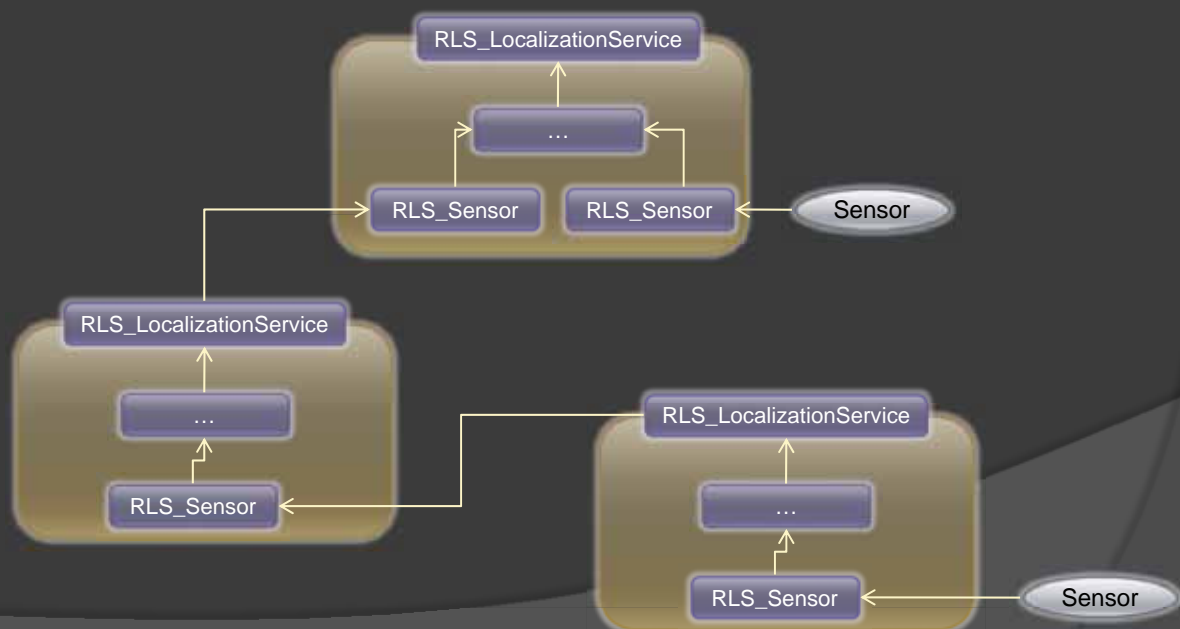 RLS_LocalizationService
...
RLS_Sensor
RLS_Sensor
Sensor
RLS_LocalizationService
...
RLS_Sensor
RLS_LocalizationService
...
RLS_Sensor
Sensor